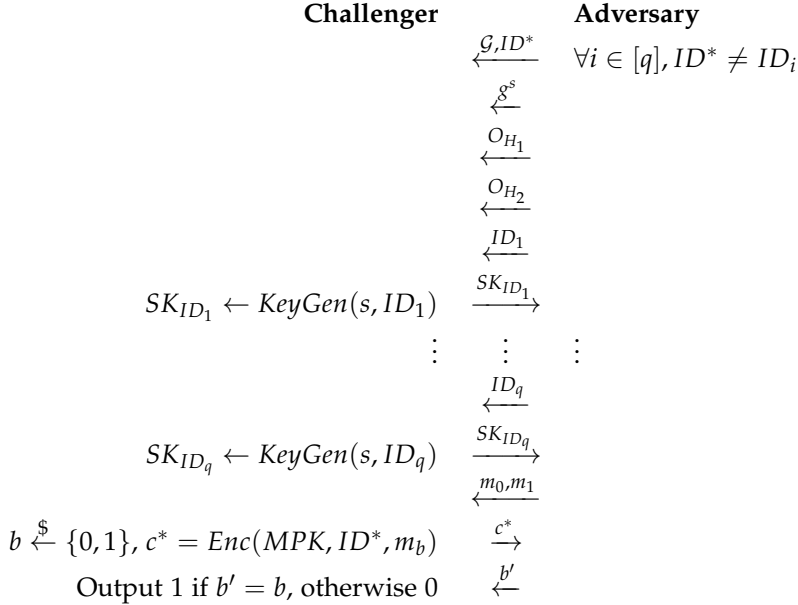 Challenger Adversary
𝒢, ID* ∀i ∈ [q], ID* ≠ ID_i
←
g^s
←
O_{H_1}
←
O_{H_2}
←
ID_1
←
SK_{ID_1} ← KeyGen(s, ID_1) SK_{ID_1} →
⋮ ⋮ ⋮
ID_q
←
SK_{ID_q} ← KeyGen(s, ID_q) SK_{ID_q} →
m_0, m_1
←
b ←$ {0, 1}, c* = Enc(MPK, ID*, m_b) c* →
Output 1 if b′ = b, otherwise 0 b′ ←